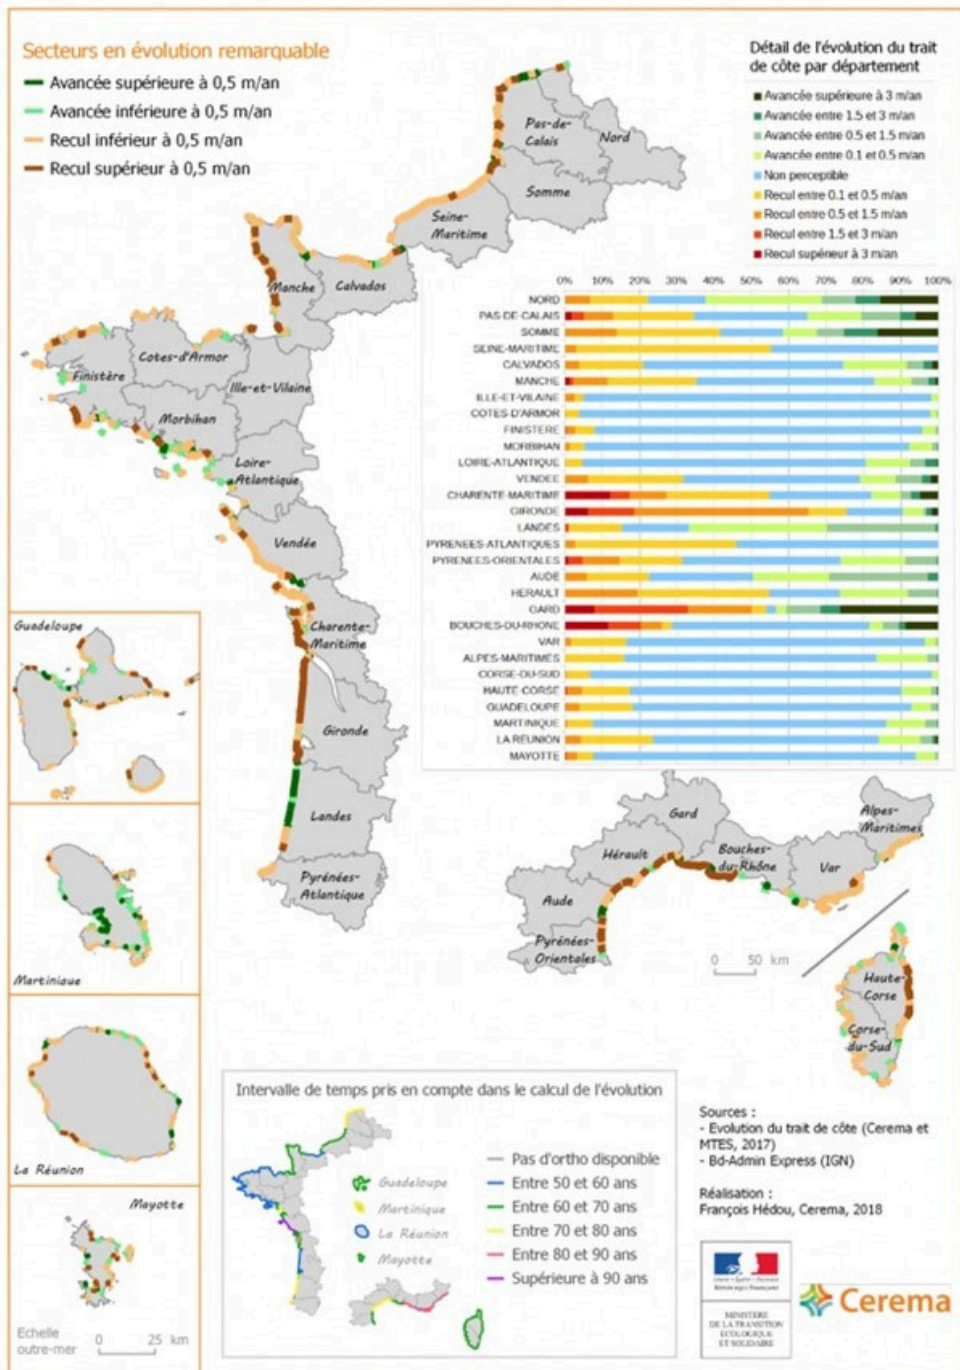 Secteurs en évolution remarquable
Avancée supérieure à 0,5 m/an
Avancée inférieure à 0,5 m/an
Recul inférieur à 0,5 m/an
Recul supérieur à 0,5 m/an
Détail de l'évolution du trait
de côte par département
Avancée supérieure à 3 m/an
Avancée entre 1.5 et 3 m/an
Avancée entre 0.5 et 1.5 m/an
Avancée entre 0.1 et 0.5 m/an
Non perceptible
Recul entre 0.1 et 0.5 m/an
Recul entre 0.5 et 1.5 m/an
Recul entre 1.5 et 3 m/an
Recul supérieur à 3 m/an
Pas-de-
Calais
Nord
Somme
Seine-
Maritime
Manche
Calvados
Cotes-d'Armor
Finistère
Ille-et-Vilaine
Morbihan
Loire-
Atlantique
Vendée
Charente-
Maritime
Gironde
Landes
Pyrénées-
Atlantique
0% 10% 20% 30% 40% 50% 60% 70% 80% 90% 100%
NORD
PAS-DE-CALAIS
SOMME
SEINE-MARITIME
CALVADOS
MANCHE
ILLE-ET-VILAINE
COTES-D'ARMOR
FINISTERE
MORBIHAN
LOIRE-ATLANTIQUE
VENDEE
CHARENTE-MARITIME
GIRONDE
LANDES
PYRENEES-ATLANTIQUES
PYRENEES-ORIENTALES
AUDE
HERAULT
GARD
BOUCHES-DU-RHONE
VAR
ALPES-MARITIMES
CORSE-DU-SUD
HAUTE CORSE
GUADELOUPE
MARTINIQUE
LA REUNION
MAYOTTE
Guadeloupe
Martinique
La Réunion
Mayotte
Echelle
outre-mer
0 25 km
Gard
Alpes-
Maritimes
Hérault
Bouches-
du-Rhône
Var
Aude
Pyrénées-
Orientales
0 50 km
Haute-
Corse
Corse-
du-Sud
Intervalle de temps pris en compte dans le calcul de l'évolution
Guadeloupe
Martinique
La Réunion
Mayotte
Pas d'ortho disponible
Entre 50 et 60 ans
Entre 60 et 70 ans
Entre 70 et 80 ans
Entre 80 et 90 ans
Supérieure à 90 ans
Sources :
- Evolution du trait de côte (Cerema et
MTES, 2017)
- Bd-Admin Express (IGN)
Réalisation :
François Hédou, Cerema, 2018
Liberté • Égalité • Fraternité
République Française
MINISTÈRE
DE LA TRANSITION
ÉCOLOGIQUE
ET SOLIDAIRE
Cerema